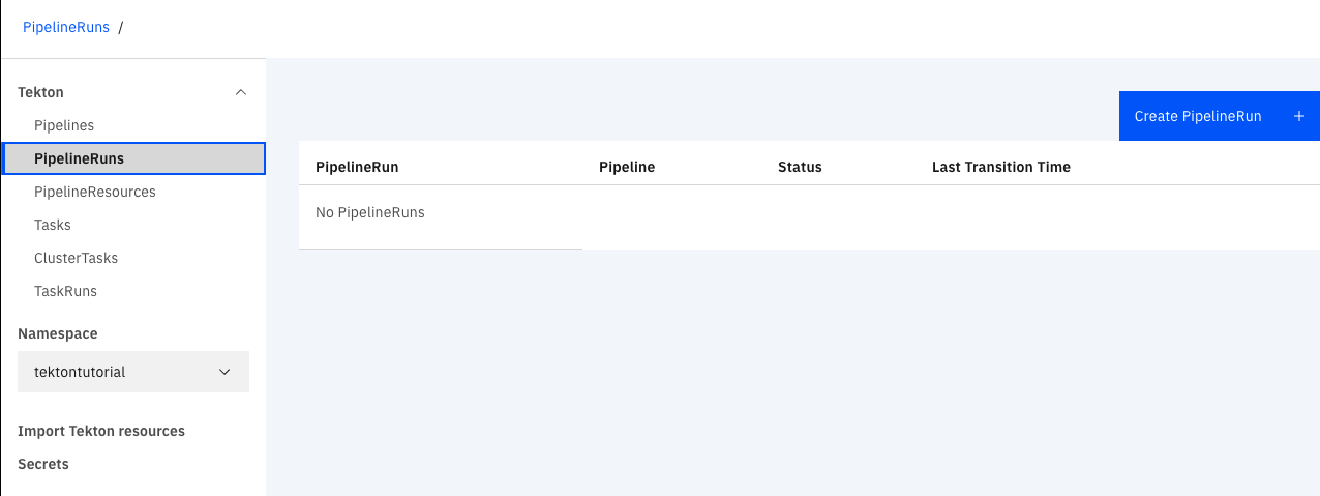 PipelineRuns /
Tekton
Pipelines
PipelineRuns
PipelineResources
Tasks
ClusterTasks
TaskRuns
Namespace
tektontutorial
Import Tekton resources
Secrets
Create PipelineRun +
PipelineRun Pipeline Status Last Transition Time
No PipelineRuns